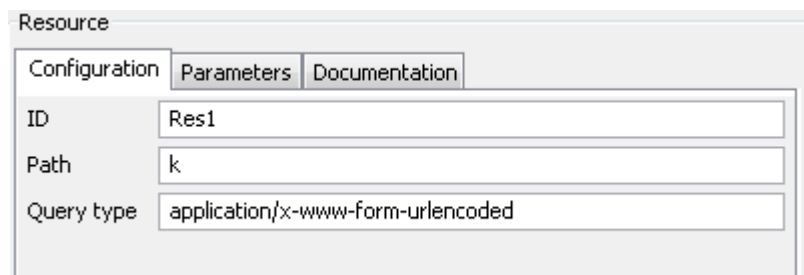 Resource
Configuration Parameters Documentation
ID Res1
Path k
Query type application/x-www-form-urlencoded